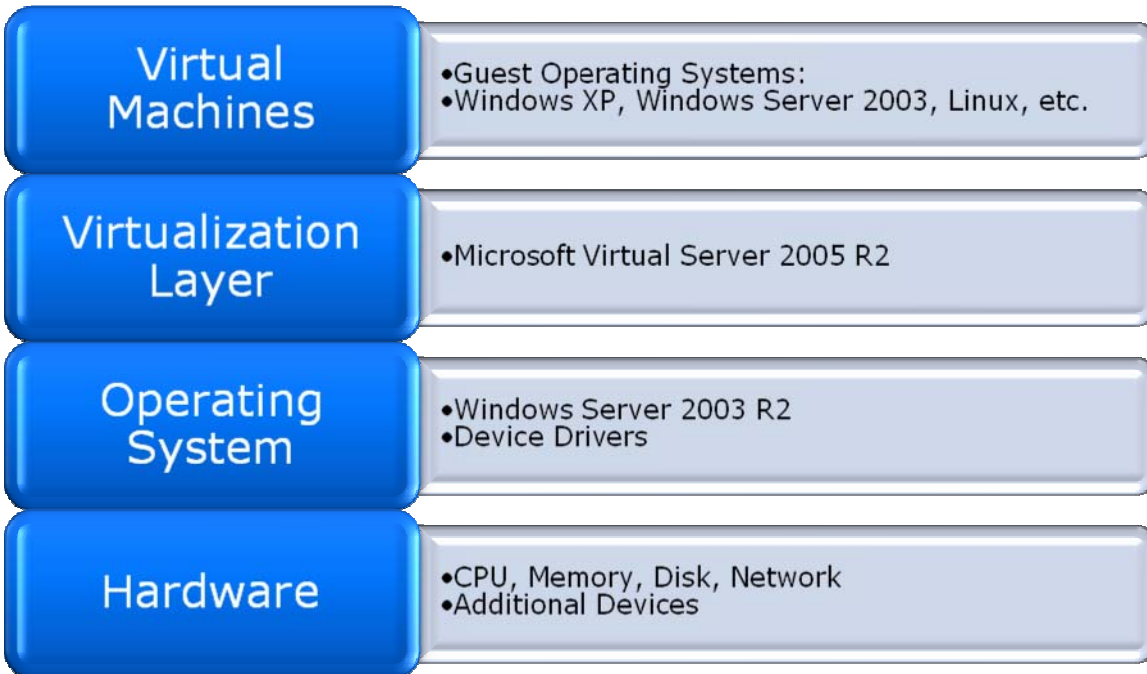 Virtual
Machines
•Guest Operating Systems:
•Windows XP, Windows Server 2003, Linux, etc.
Virtualization
Layer
•Microsoft Virtual Server 2005 R2
Operating
System
•Windows Server 2003 R2
•Device Drivers
Hardware
•CPU, Memory, Disk, Network
•Additional Devices